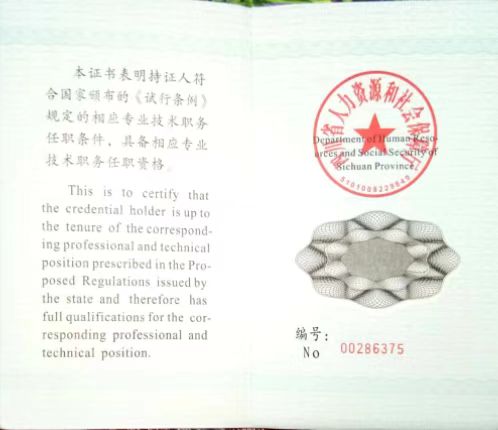 本证书表明持证人符
合国家颁布的《试行条例》
规定的相应专业技术职务
任职条件，具备相应专业
技术职务任职资格。
This is to certify that
the credential holder is up to
the tenure of the correspond-
ing professional and technical
position prescribed in the Pro-
posed Regulations issued by
the state and therefore has
full qualifications for the cor-
responding professional and
technical position.
四川省人力资源和社会保障厅
Department of Human Reso-
urces and Social Security of
Sichuan Province
5101008229649
编号：
No 00286375